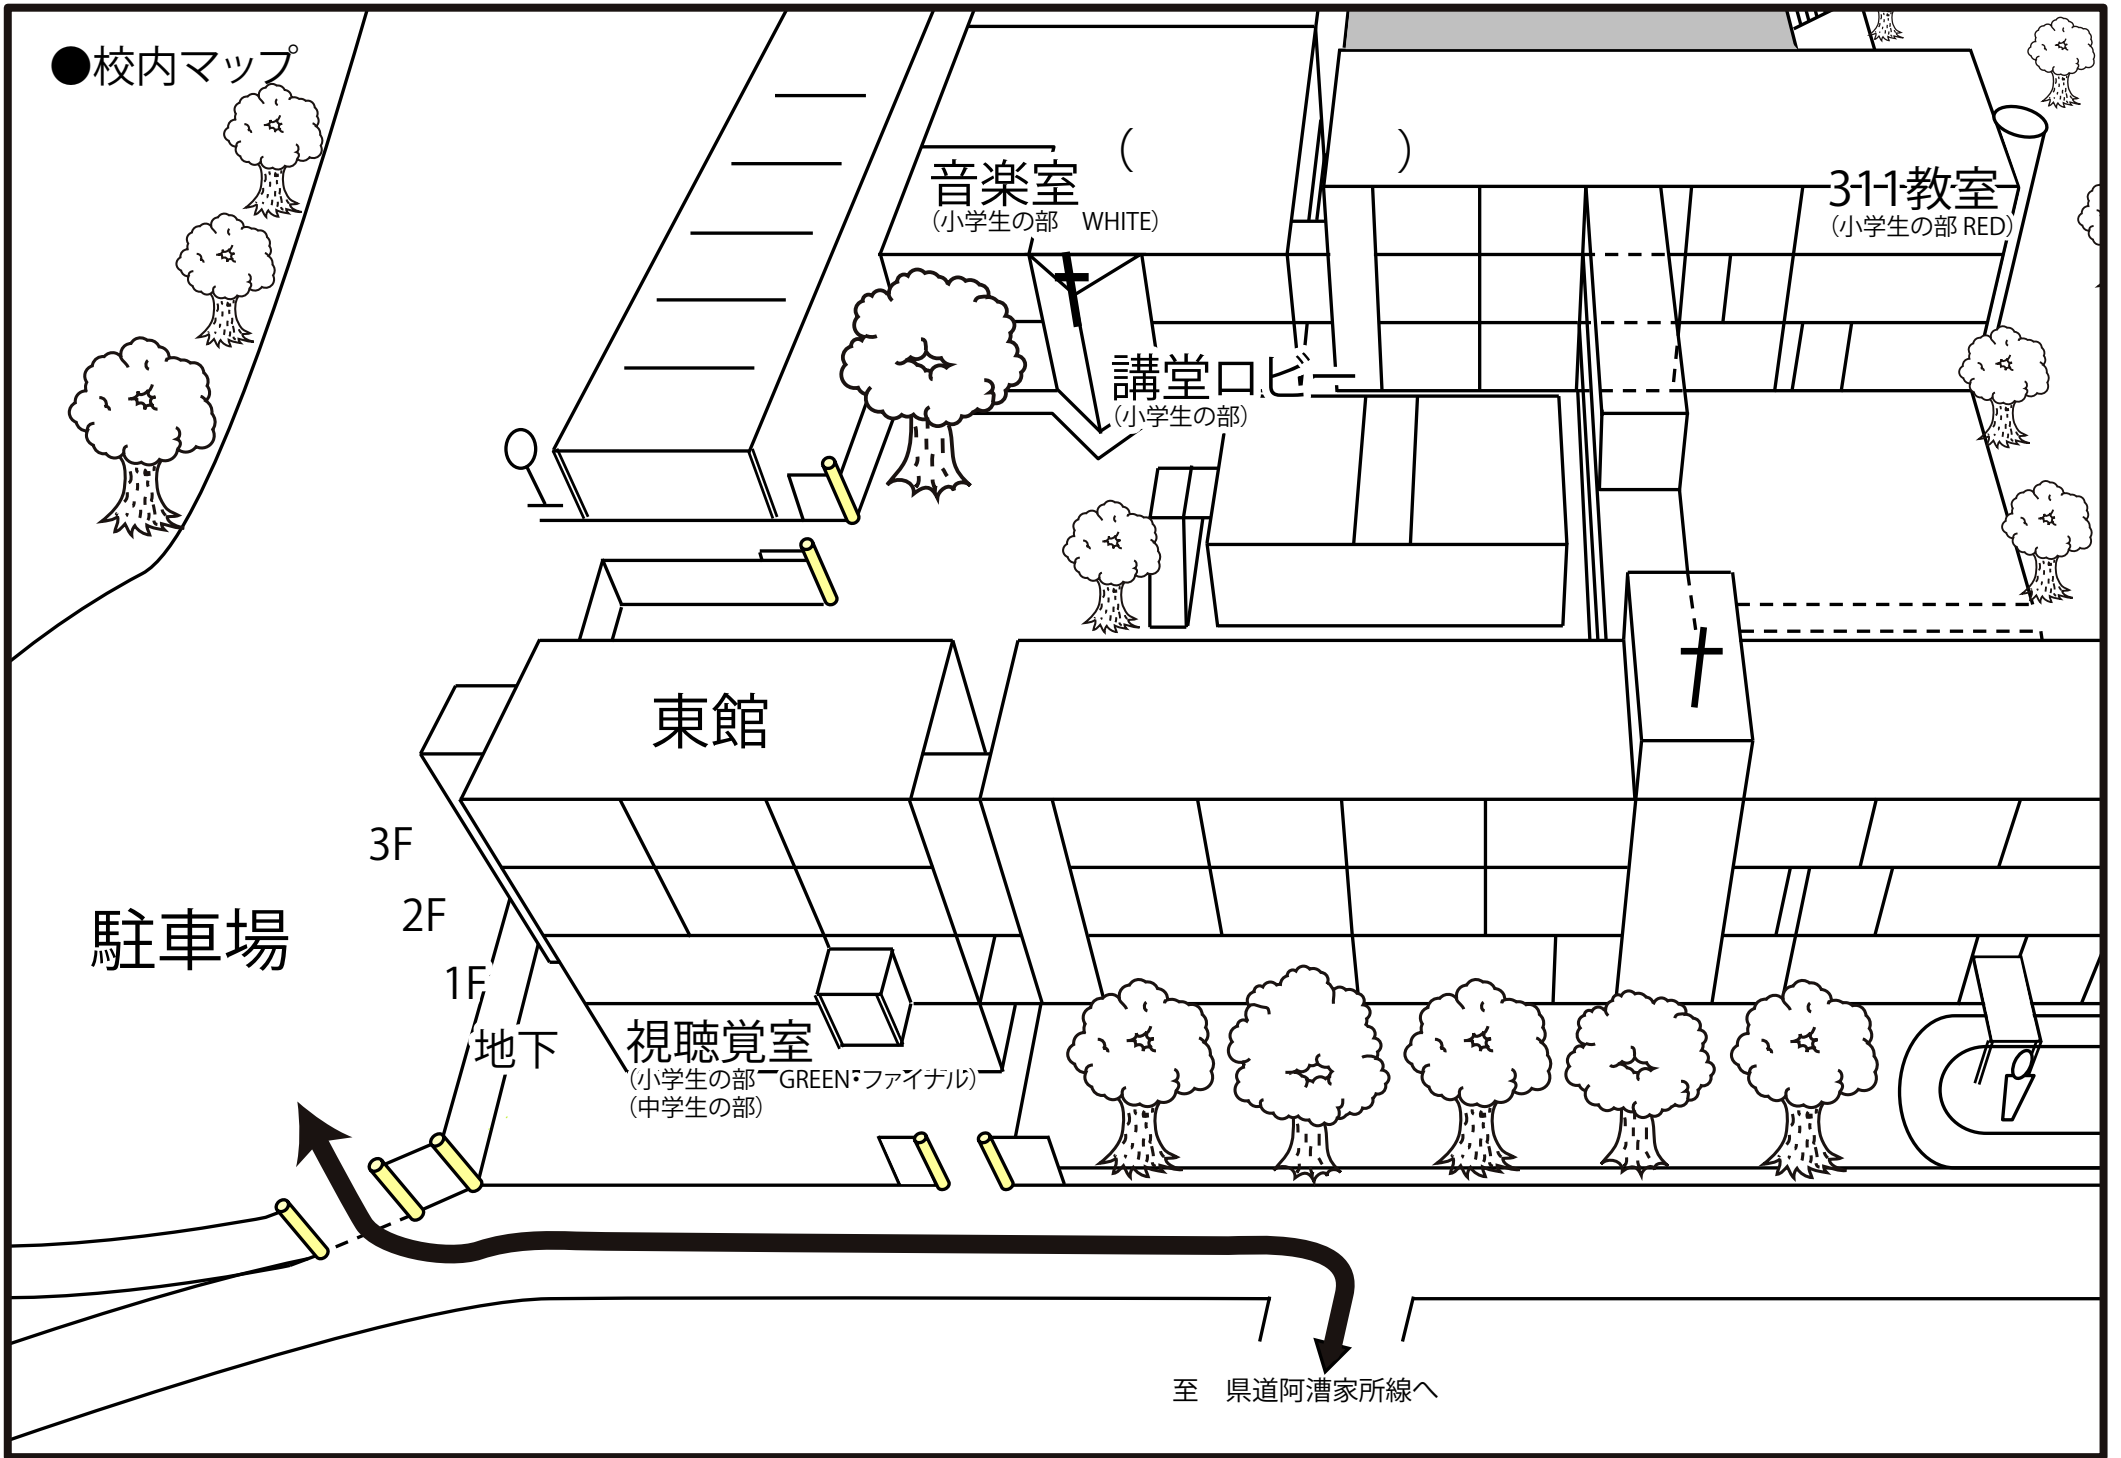 ●校内マップ
(　　　　　)
音楽室
(小学生の部　WHITE)
311教室
(小学生の部 RED)
講堂ロビー
(小学生の部)
東館
3F
2F
1F
地下
駐車場
視聴覚室
(小学生の部　GREEN・ファイナル)
(中学生の部)
至　県道阿漕家所線へ